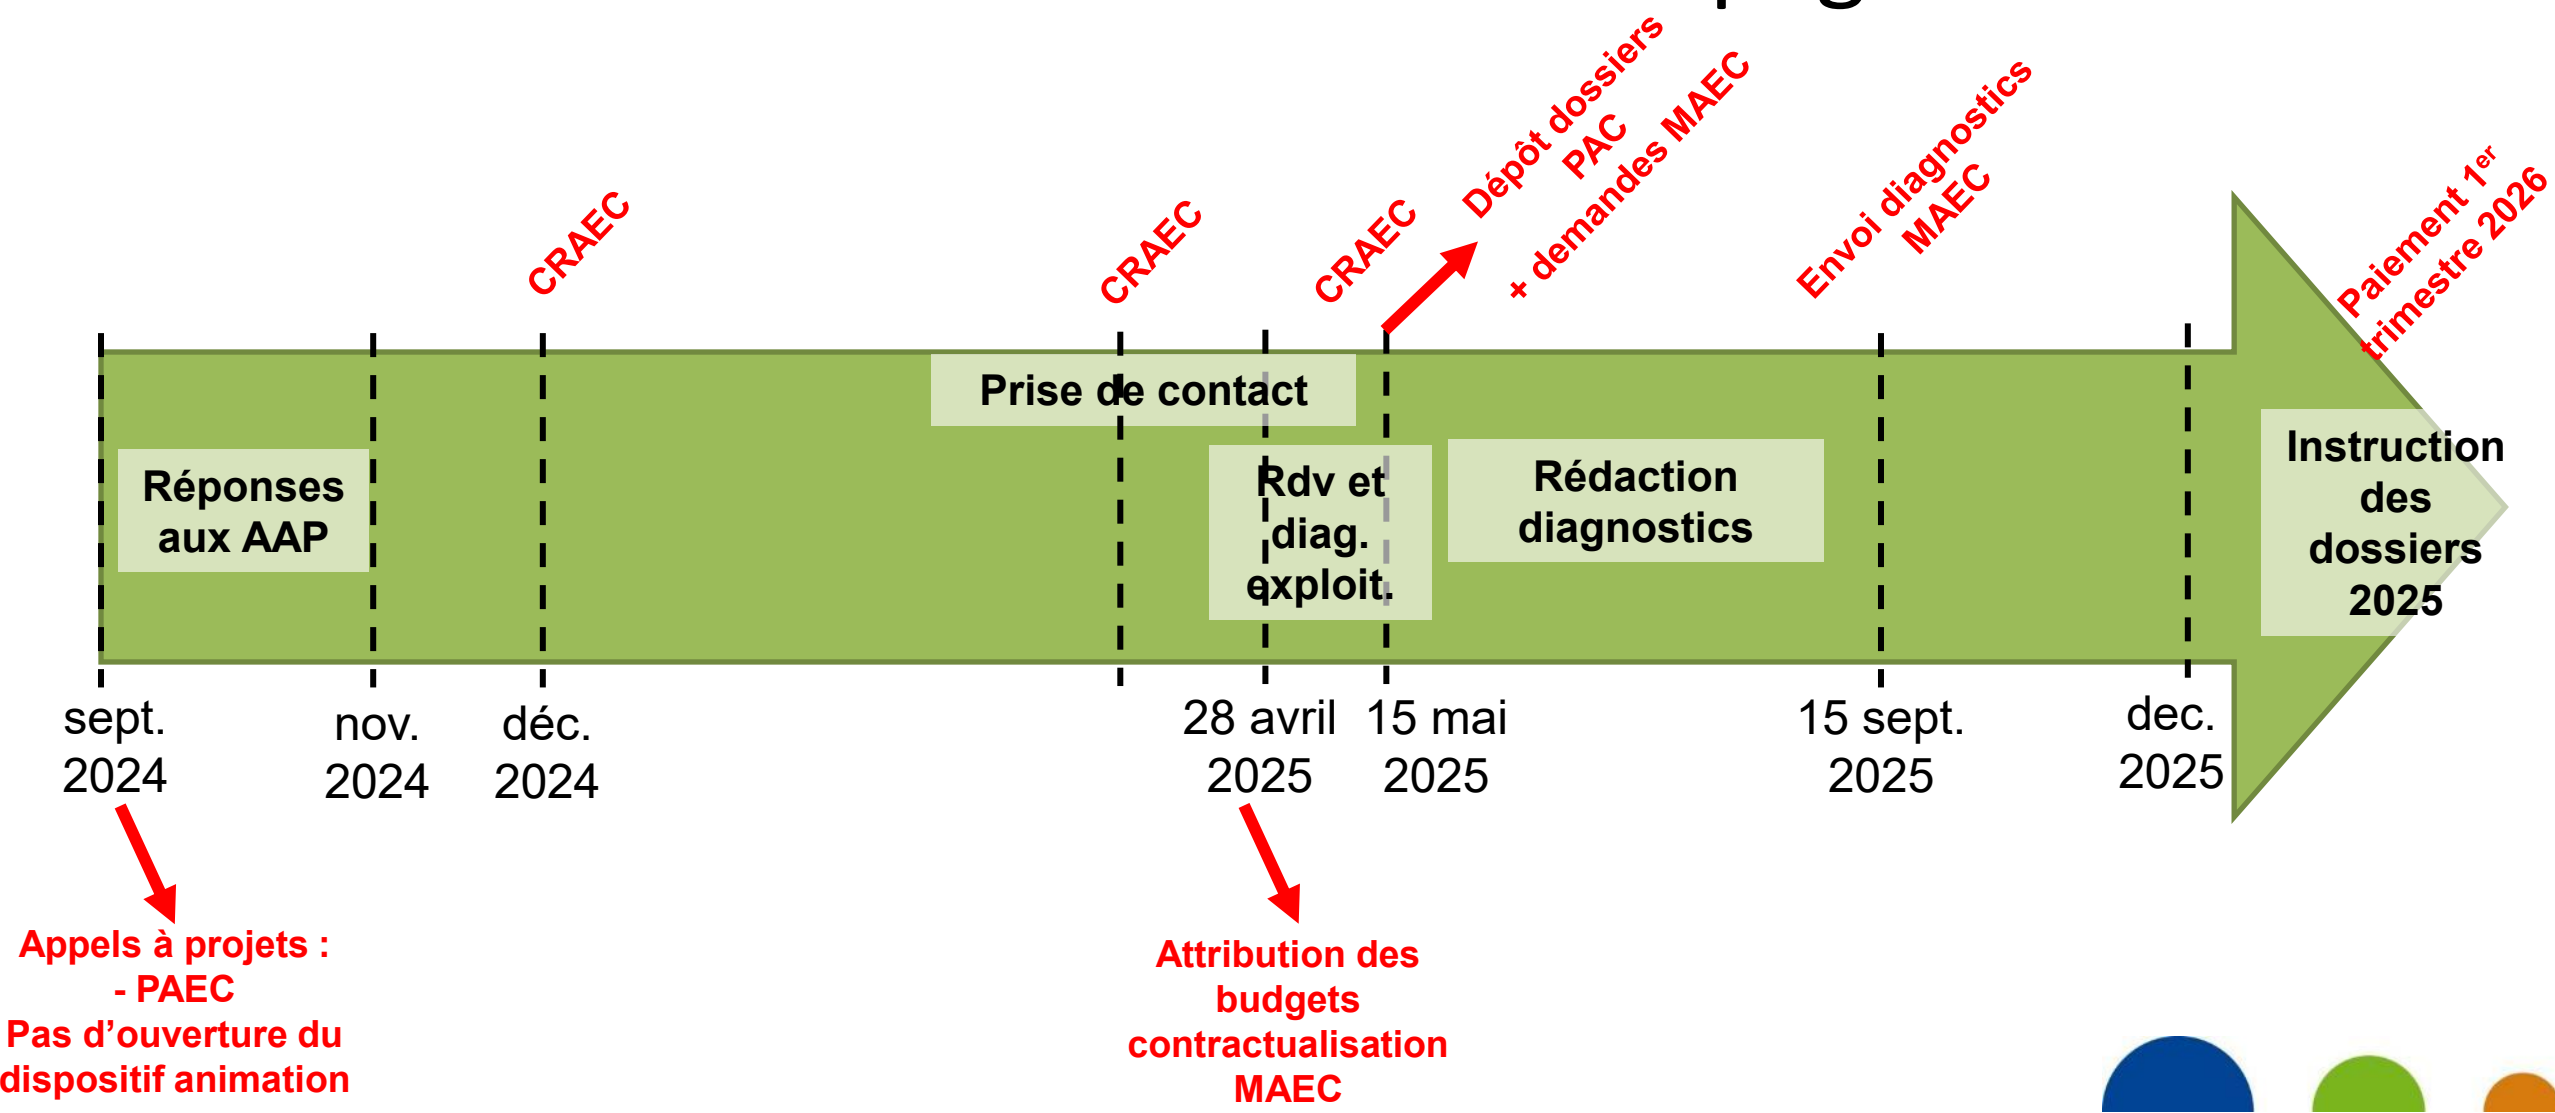 Dépôt dossiers
PAC
+ demandes MAEC
Envoi diagnostics
MAEC
Paiement 1er
trimestre 2026
CRAEC
CRAEC
CRAEC
Prise de contact
Réponses
aux AAP
Rdv et
diag.
exploit.
Rédaction
diagnostics
Instruction
des
dossiers
2025
sept.
2024
nov.
2024
déc.
2024
28 avril
2025
15 mai
2025
15 sept.
2025
dec.
2025
Appels à projets :
- PAEC
Pas d’ouverture du
dispositif animation
Attribution des
budgets
contractualisation
MAEC